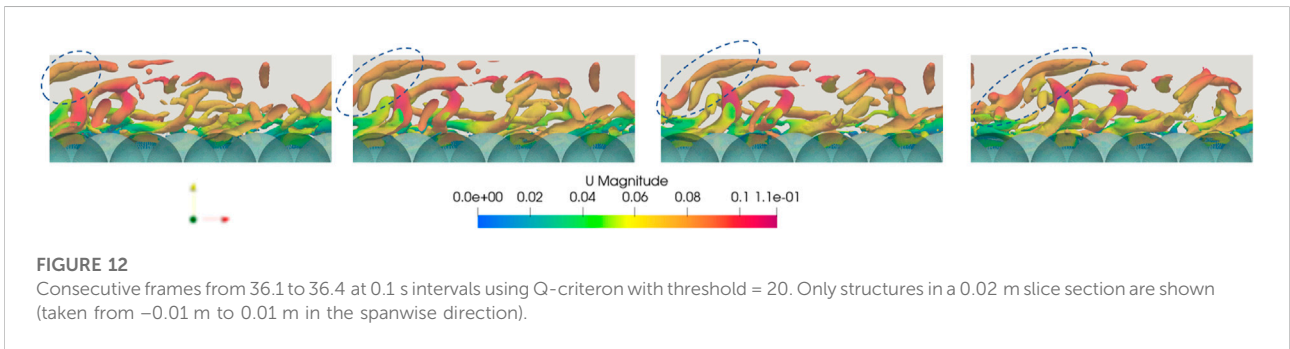 U Magnitude
0.0e+00 0.02 0.04 0.06 0.08 0.1 1.1e-01
FIGURE 12
Consecutive frames from 36.1 to 36.4 at 0.1 s intervals using Q-criteron with threshold = 20. Only structures in a 0.02 m slice section are shown
(taken from −0.01 m to 0.01 m in the spanwise direction).